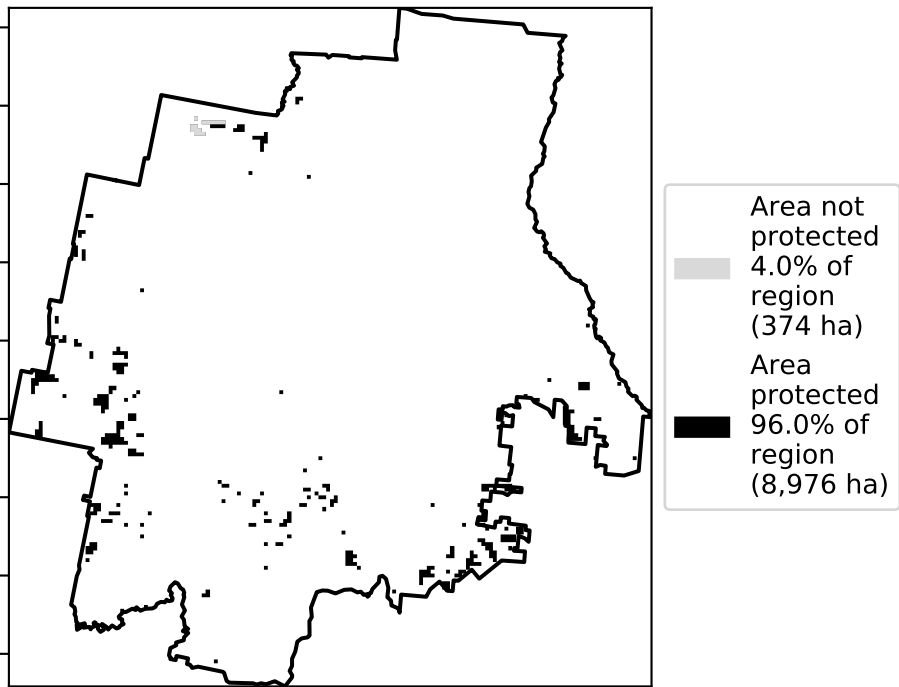 Area not
protected
4.0% of
region
(374 ha)
Area
protected
96.0% of
region
(8,976 ha)